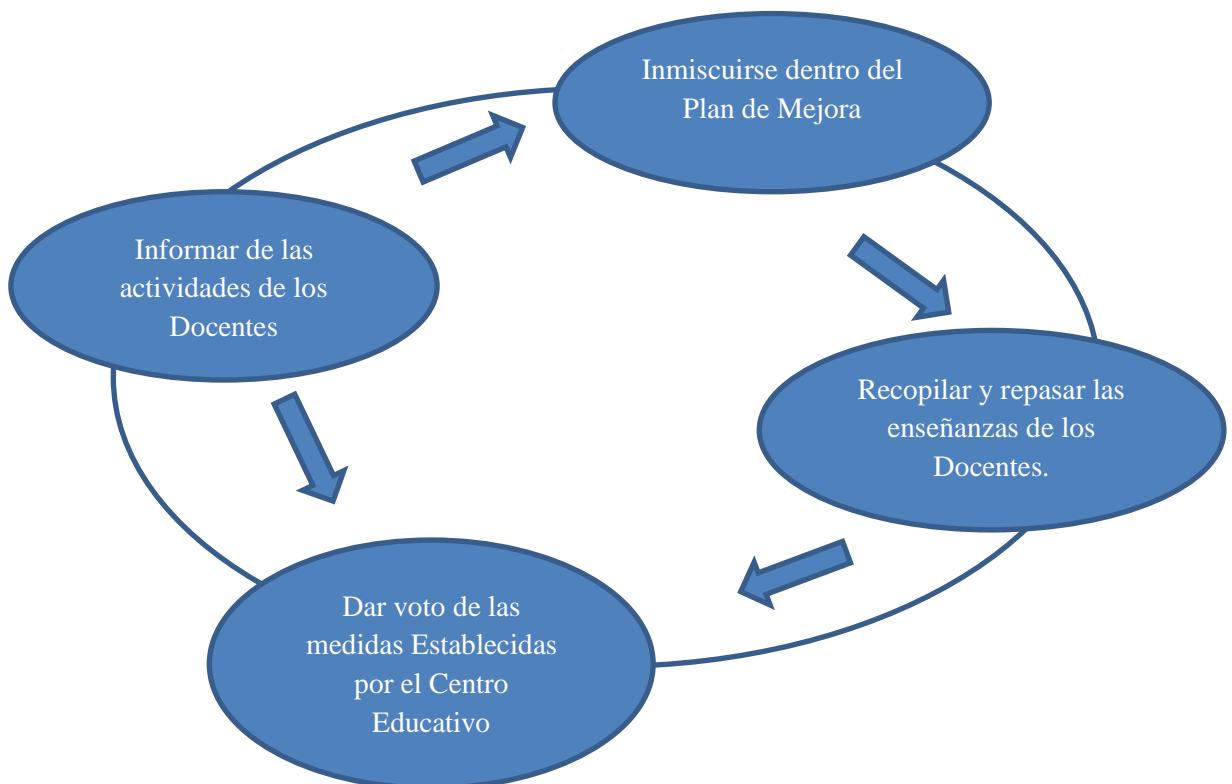 Inmiscuirse dentro del
Plan de Mejora
Informar de las
actividades de los
Docentes
Recopilar y repasar las
enseñanzas de los
Docentes.
Dar voto de las
medidas Establecidas
por el Centro
Educativo